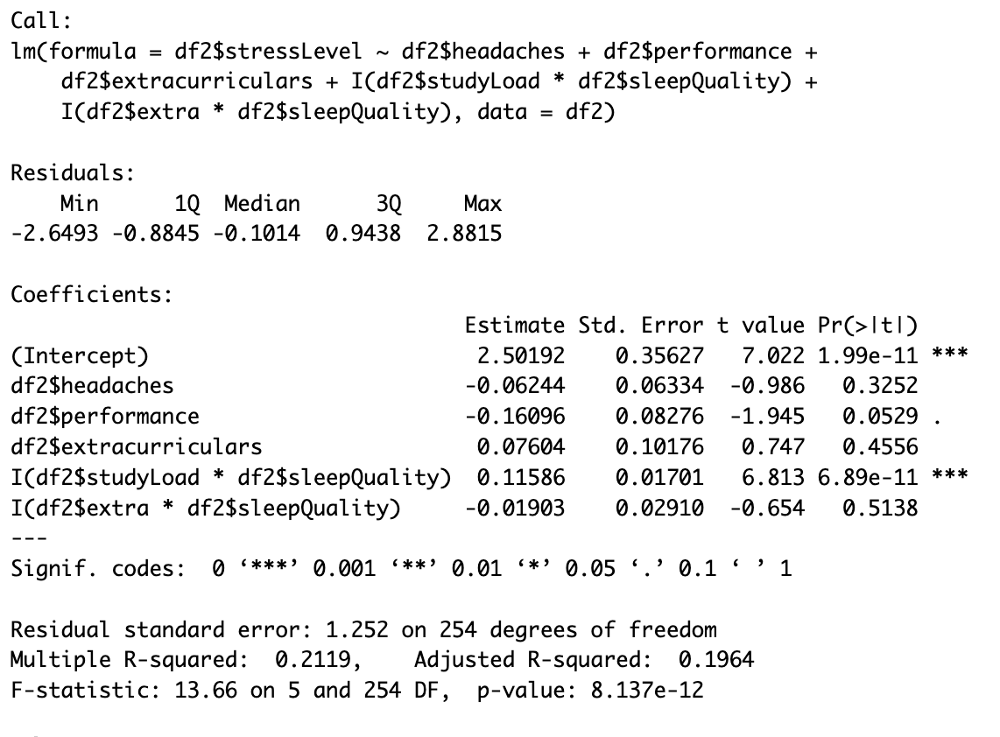 Call:
lm(formula = df2$stressLevel ~ df2$headaches + df2$performance +
    df2$extracurriculars + I(df2$studyLoad * df2$sleepQuality) +
    I(df2$extra * df2$sleepQuality), data = df2)

Residuals:
    Min      1Q  Median      3Q     Max
-2.6493 -0.8845 -0.1014  0.9438  2.8815

Coefficients:
                                   Estimate Std. Error t value Pr(>|t|)
(Intercept)                         2.50192    0.35627   7.022 1.99e-11 ***
df2$headaches                      -0.06244    0.06334  -0.986   0.3252
df2$performance                    -0.16096    0.08276  -1.945   0.0529 .
df2$extracurriculars                0.07604    0.10176   0.747   0.4556
I(df2$studyLoad * df2$sleepQuality)  0.11586    0.01701   6.813 6.89e-11 ***
I(df2$extra * df2$sleepQuality)    -0.01903    0.02910  -0.654   0.5138
---
Signif. codes:  0 ‘***’ 0.001 ‘**’ 0.01 ‘*’ 0.05 ‘.’ 0.1 ‘ ’ 1

Residual standard error: 1.252 on 254 degrees of freedom
Multiple R-squared:  0.2119,    Adjusted R-squared:  0.1964
F-statistic: 13.66 on 5 and 254 DF,  p-value: 8.137e-12